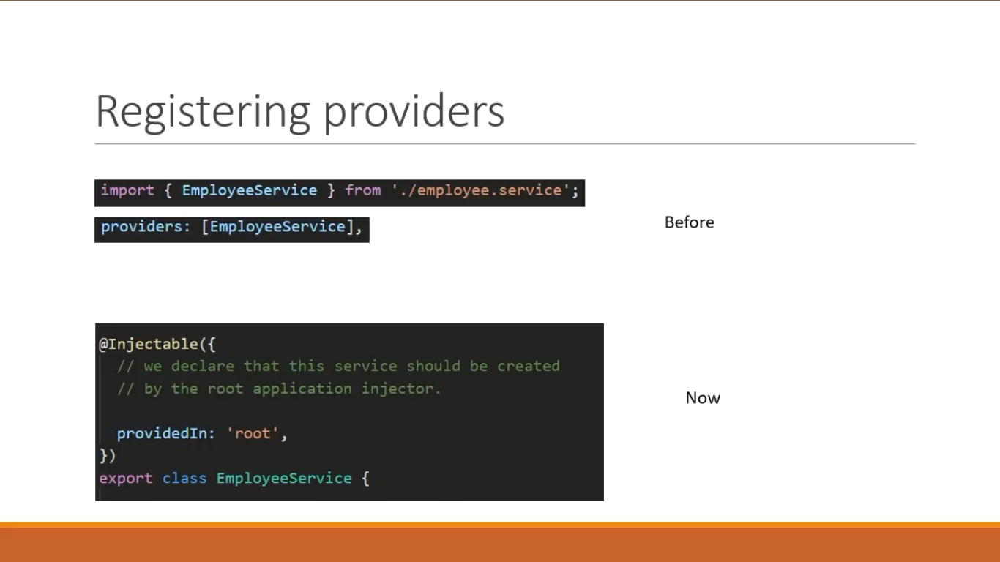 Registering providers
import { EmployeeService } from './employee.service';
providers: [EmployeeService],
Before
@Injectable({
// we declare that this service should be created
// by the root application injector.
providedIn: 'root',
})
export class EmployeeService {
Now